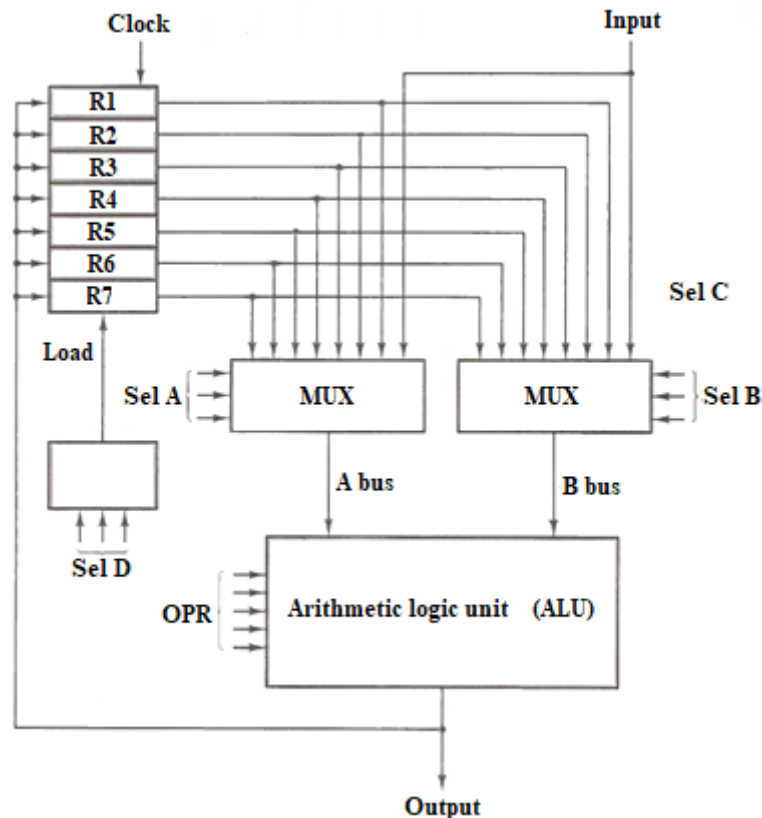 Clock
Input
R1
R2
R3
R4
R5
R6
R7
Sel C
Load
Sel A
MUX
MUX
Sel B
A bus
B bus
Sel D
OPR
Arithmetic logic unit (ALU)
Output